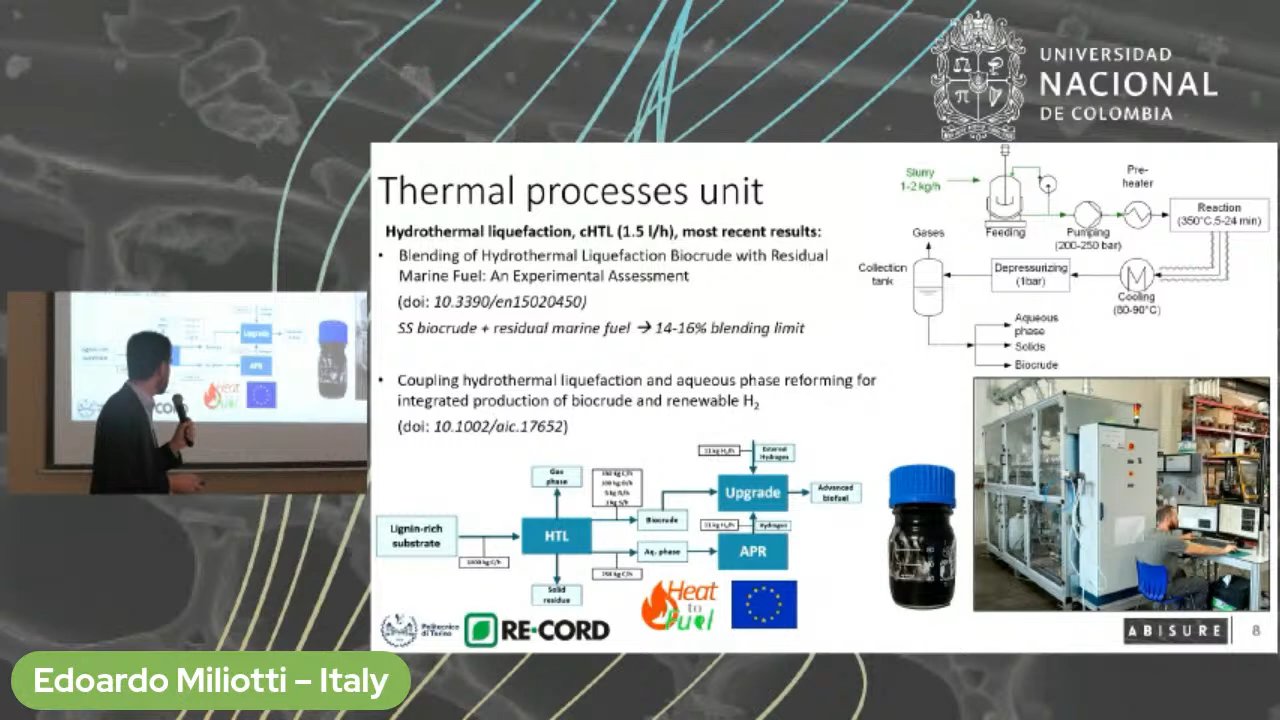 UNIVERSIDAD
NACIONAL
DE COLOMBIA
Thermal processes unit
Hydrothermal liquefaction, cHTL (1.5 l/h), most recent results:
• Blending of Hydrothermal Liquefaction Biocrude with Residual
Marine Fuel: An Experimental Assessment
(doi: 10.3390/en15020450)
SS biocrude + residual marine fuel → 14-16% blending limit
• Coupling hydrothermal liquefaction and aqueous phase reforming for
integrated production of biocrude and renewable H2
(doi: 10.1002/aic.17652)
Slurry
1-2 kg/h
Feeding
Pumping
(200-250 bar)
Pre-
heater
Reaction
(350°C,5-24 min)
Cooling
(80-90°C)
Depressurizing
(1bar)
Gases
Collection
tank
Aqueous
phase
Solids
Biocrude
Lignin-rich
substrate
HTL
Gas
phase
Solid
residue
Biocrude
Aq. phase
Upgrade
APR
External
Hydrogen
Hydrogen
Advanced
biofuel
Politecnico
di Torino
RE-CORD
Heat
to
Fuel
ABISURE
8
Upgrade
APR
Heat
Fuel
Edoardo Miliotti – Italy